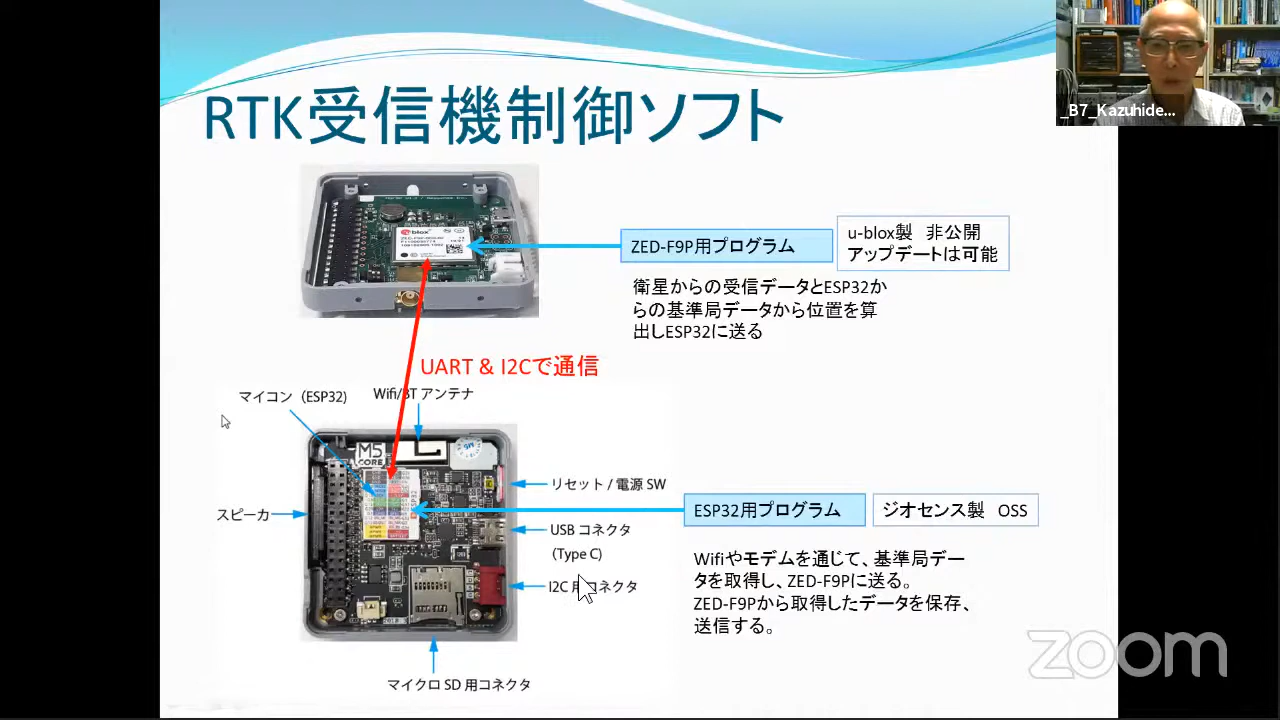 RTK受信機制御ソフト
_B7_Kazuhide...
u-blox
ZED-F9P用プログラム
u-blox製　非公開
アップデートは可能
衛星からの受信データとESP32か
らの基準局データから位置を算
出しESP32に送る
UART & I2Cで通信
マイコン（ESP32）
Wifi/BT アンテナ
M5
CORE
リセット / 電源 SW
スピーカ
ESP32用プログラム
ジオセンス製　OSS
USB コネクタ
(Type C)
I2C 用コネクタ
Wifiやモデムを通じて、基準局デー
タを取得し、ZED-F9Pに送る。
ZED-F9Pから取得したデータを保存、
送信する。
マイクロ SD 用コネクタ
zoom